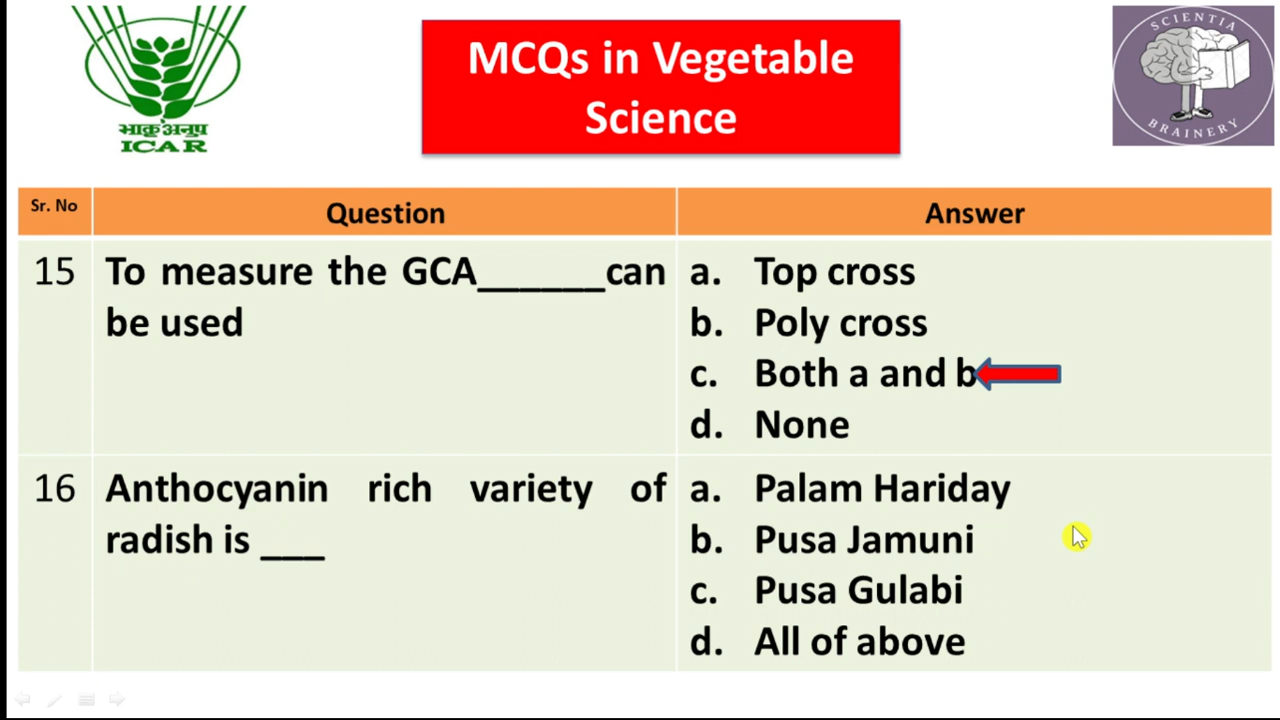 MCQs in Vegetable
Science
भाकृअनुप
ICAR
SCIENTIA
BRAINERY
Sr. No Question Answer
15 To measure the GCA______can
be used
a. Top cross
b. Poly cross
c. Both a and b
d. None
16 Anthocyanin rich variety of
radish is ___
a. Palam Hariday
b. Pusa Jamuni
c. Pusa Gulabi
d. All of above